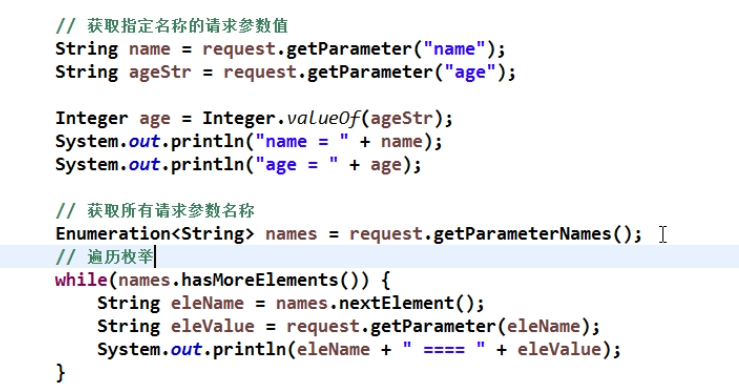 // 获取指定名称的请求参数值
String name = request.getParameter("name");
String ageStr = request.getParameter("age");
Integer age = Integer.valueOf(ageStr);
System.out.println("name = " + name);
System.out.println("age = " + age);
// 获取所有请求参数名称
Enumeration<String> names = request.getParameterNames();
// 遍历枚举
while(names.hasMoreElements()) {
String eleName = names.nextElement();
String eleValue = request.getParameter(eleName);
System.out.println(eleName + " ==== " + eleValue);
}